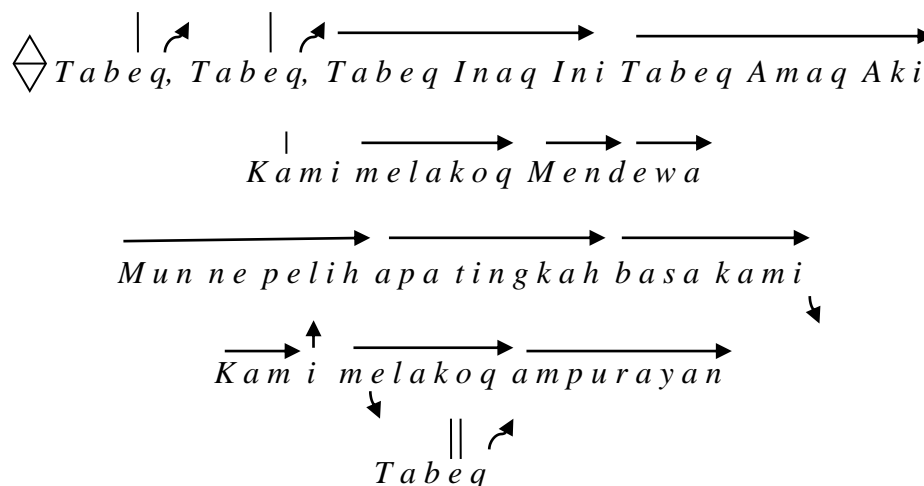 Tabeq, Tabeq, Tabeq Inaq Ini Tabeq Amaq Aki
Kami melakoq Mendewa
Mun ne pelih apa tingkah basa kami
Kami melakoq ampurayan
Tabeq